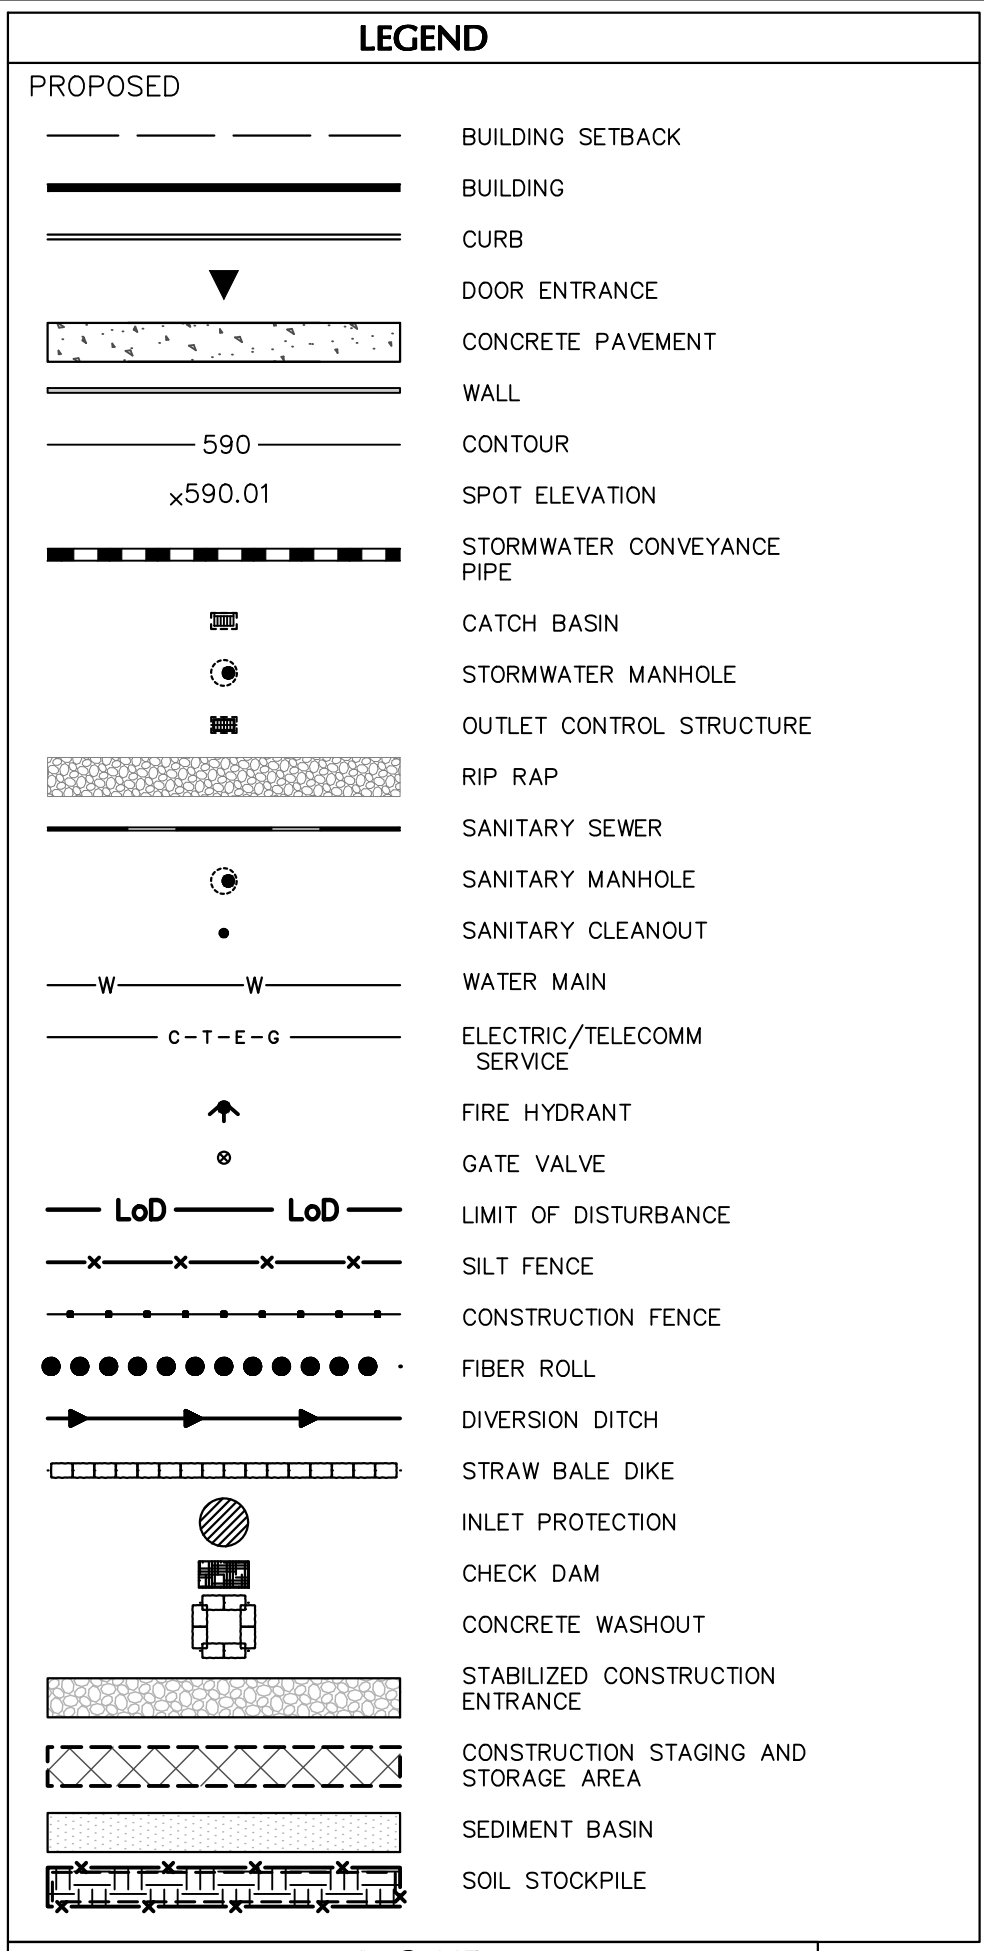 LEGEND
PROPOSED
BUILDING SETBACK
BUILDING
CURB
DOOR ENTRANCE
CONCRETE PAVEMENT
WALL
590 CONTOUR
x590.01 SPOT ELEVATION
STORMWATER CONVEYANCE
PIPE
CATCH BASIN
STORMWATER MANHOLE
OUTLET CONTROL STRUCTURE
RIP RAP
SANITARY SEWER
SANITARY MANHOLE
SANITARY CLEANOUT
W W WATER MAIN
C-T-E-G ELECTRIC/TELECOMM
SERVICE
FIRE HYDRANT
GATE VALVE
LoD LoD LIMIT OF DISTURBANCE
SILT FENCE
CONSTRUCTION FENCE
FIBER ROLL
DIVERSION DITCH
STRAW BALE DIKE
INLET PROTECTION
CHECK DAM
CONCRETE WASHOUT
STABILIZED CONSTRUCTION
ENTRANCE
CONSTRUCTION STAGING AND
STORAGE AREA
SEDIMENT BASIN
SOIL STOCKPILE